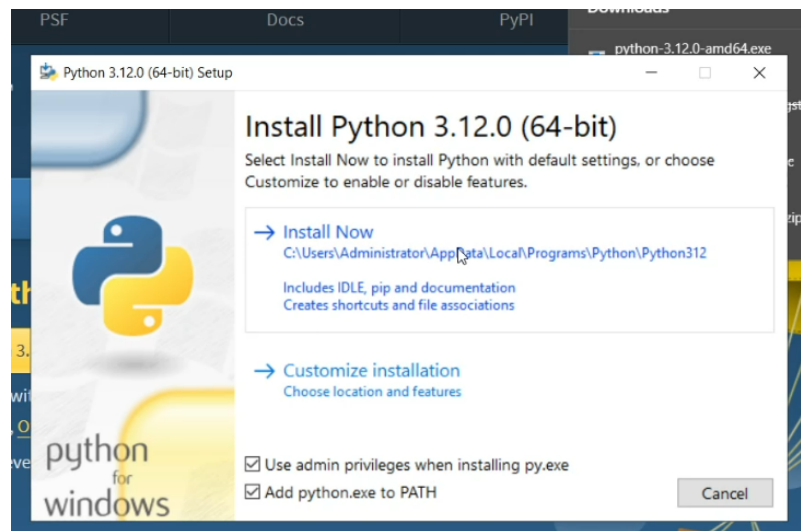 PSF Docs PyPI Downloads
python-3.12.0-amd64.exe
Python 3.12.0 (64-bit) Setup
Install Python 3.12.0 (64-bit)
Select Install Now to install Python with default settings, or choose
Customize to enable or disable features.
Install Now
C:\Users\Administrator\AppData\Local\Programs\Python\Python312
Includes IDLE, pip and documentation
Creates shortcuts and file associations
Customize installation
Choose location and features
Use admin privileges when installing py.exe
Add python.exe to PATH
Cancel
python
for
windows
3.